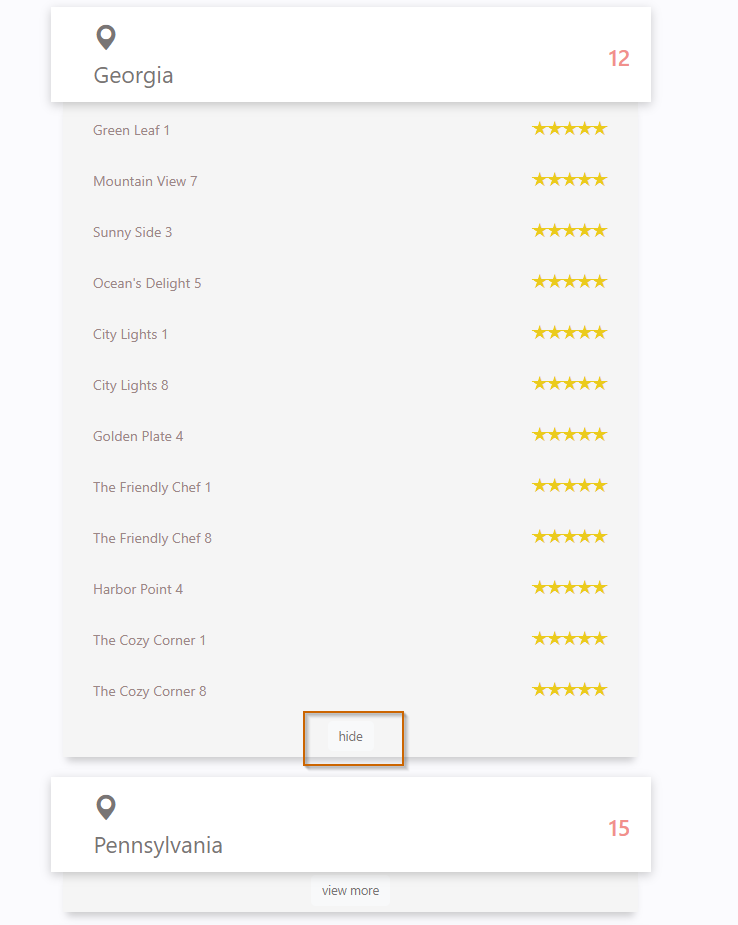 Georgia
12
Green Leaf 1 ★★★★★
Mountain View 7 ★★★★★
Sunny Side 3 ★★★★★
Ocean's Delight 5 ★★★★★
City Lights 1 ★★★★★
City Lights 8 ★★★★★
Golden Plate 4 ★★★★★
The Friendly Chef 1 ★★★★★
The Friendly Chef 8 ★★★★★
Harbor Point 4 ★★★★★
The Cozy Corner 1 ★★★★★
The Cozy Corner 8 ★★★★★
hide
Pennsylvania
15
view more